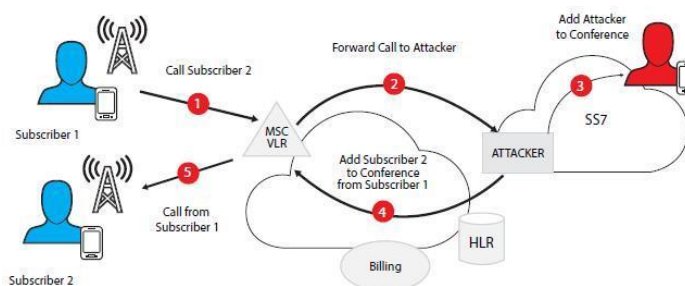 Add Attacker
to Conference
Forward Call to Attacker
Call Subscriber 2
1
2
3
SS7
Subscriber 1
MSC
VLR
ATTACKER
5
Add Subscriber 2
to Conference
from Subscriber 1
4
Call from
Subscriber 1
HLR
Billing
Subscriber 2